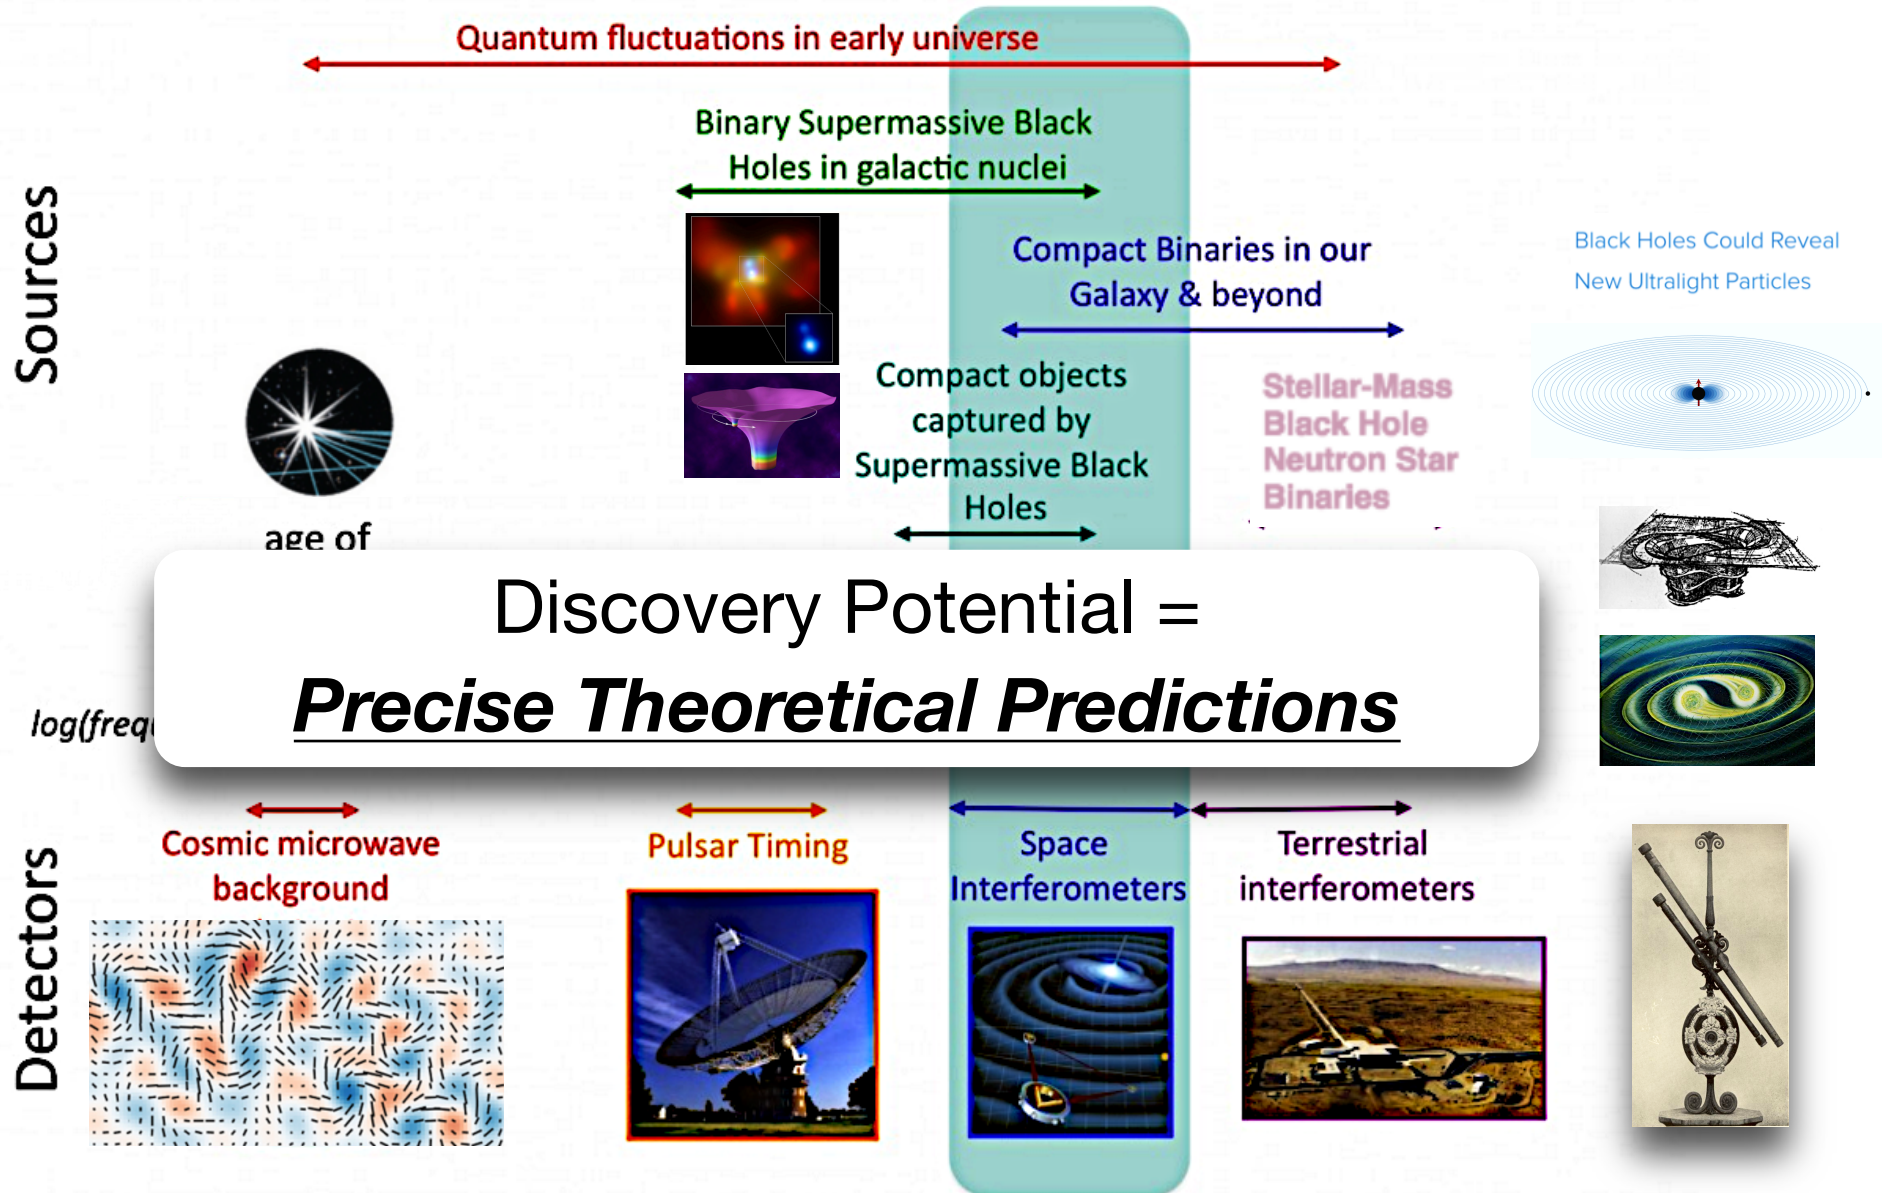 Quantum fluctuations in early universe
Binary Supermassive Black
Holes in galactic nuclei
Sources
Compact Binaries in our
Galaxy & beyond
Black Holes Could Reveal
New Ultralight Particles
Compact objects
captured by
Supermassive Black
Holes
Stellar-Mass
Black Hole
Neutron Star
Binaries
age of
Discovery Potential =
Precise Theoretical Predictions
log(freq
Detectors
Cosmic microwave
background
Pulsar Timing
Space
Interferometers
Terrestrial
interferometers